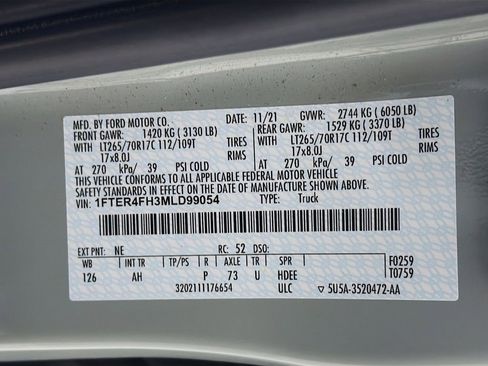 MFD. BY FORD MOTOR CO.
DATE: 11/21 GVWR: 2744 KG ( 6050 LB)
FRONT GAWR: 1420 KG ( 3130 LB) REAR GAWR: 1529 KG ( 3370 LB)
WITH LT265/70R17C 112/109T TIRES WITH LT265/70R17C 112/109T TIRES
17x8.0J RIMS 17x8.0J RIMS
AT 270 kPa/ 39 PSI COLD AT 270 kPa/ 39 PSI COLD
THIS VEHICLE CONFORMS TO ALL APPLICABLE FEDERAL MOTOR VEHICLE
SAFETY STANDARDS IN EFFECT ON THE DATE OF MANUFACTURE SHOWN ABOVE.
VIN: 1FTER4FH3MLD99054 TYPE: Truck
EXT PNT: NE RC: 52 DSO:
WB INT TR TP/PS R AXLE TR SPR F0259
126 AH P 73 U HDEE T0759
3202111176654 ULC 5U5A-3520472-AA